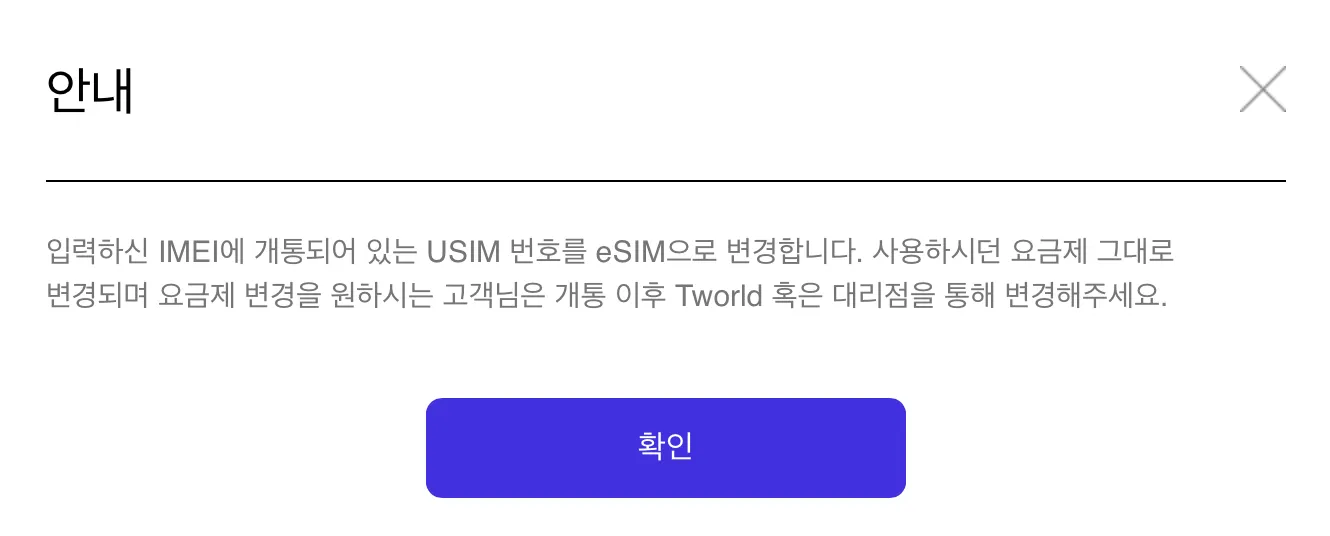 안내
입력하신 IMEI에 개통되어 있는 USIM 번호를 eSIM으로 변경합니다. 사용하시던 요금제 그대로
변경되며 요금제 변경을 원하시는 고객님은 개통 이후 Tworld 혹은 대리점을 통해 변경해주세요.
확인